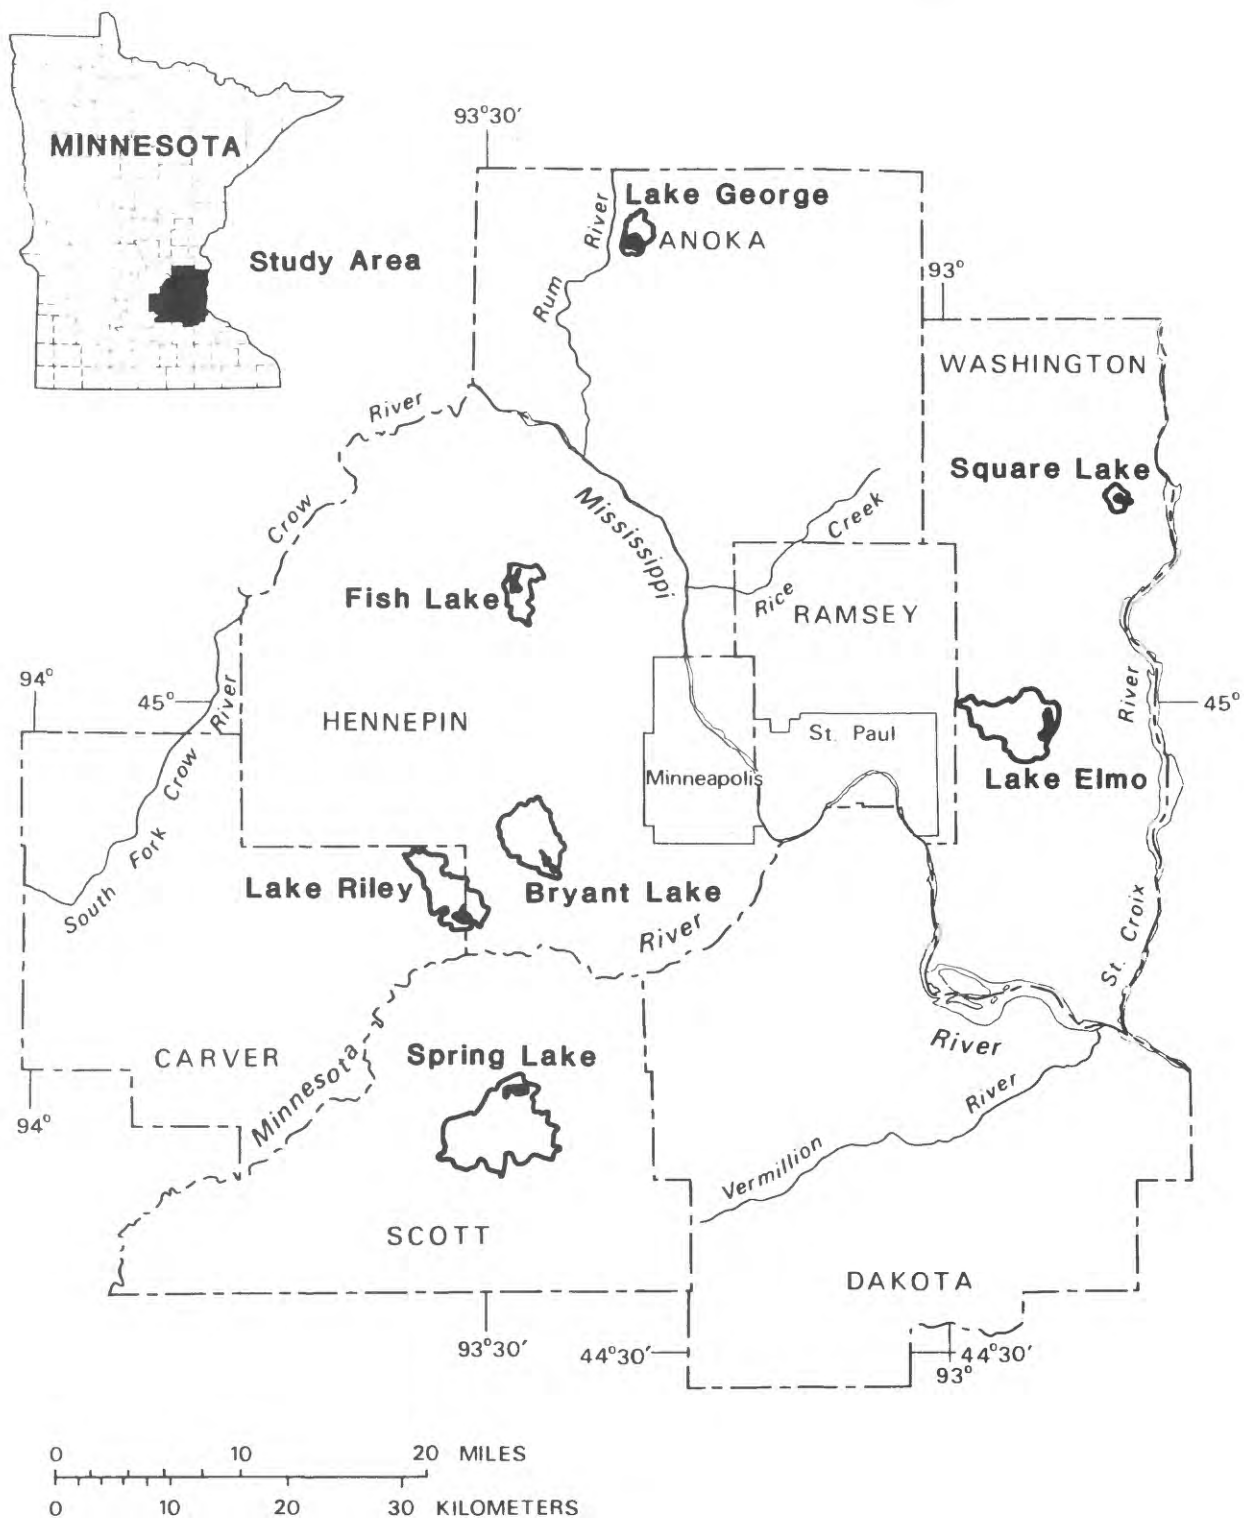 MINNESOTA
Study Area
93°30'
Lake George
ANOKA
Rum River
93°
WASHINGTON
Crow River
Square Lake
Mississippi
Rice Creek
Fish Lake
RAMSEY
94°
45°
South Fork Crow River
HENNEPIN
St. Paul
Minneapolis
45°
Lake Elmo
Lake Riley
Bryant Lake
River
St. Croix River
River
CARVER
Minnesota
Spring Lake
94°
Vermillion River
SCOTT
DAKOTA
93°30'
44°30'
44°30'
93°
0 10 20 MILES
0 10 20 30 KILOMETERS